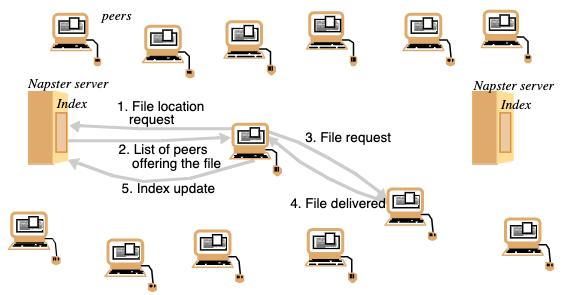 peers
Napster server
Index
Napster server
Index
1. File location
request
2. List of peers
offering the file
5. Index update
3. File request
4. File delivered